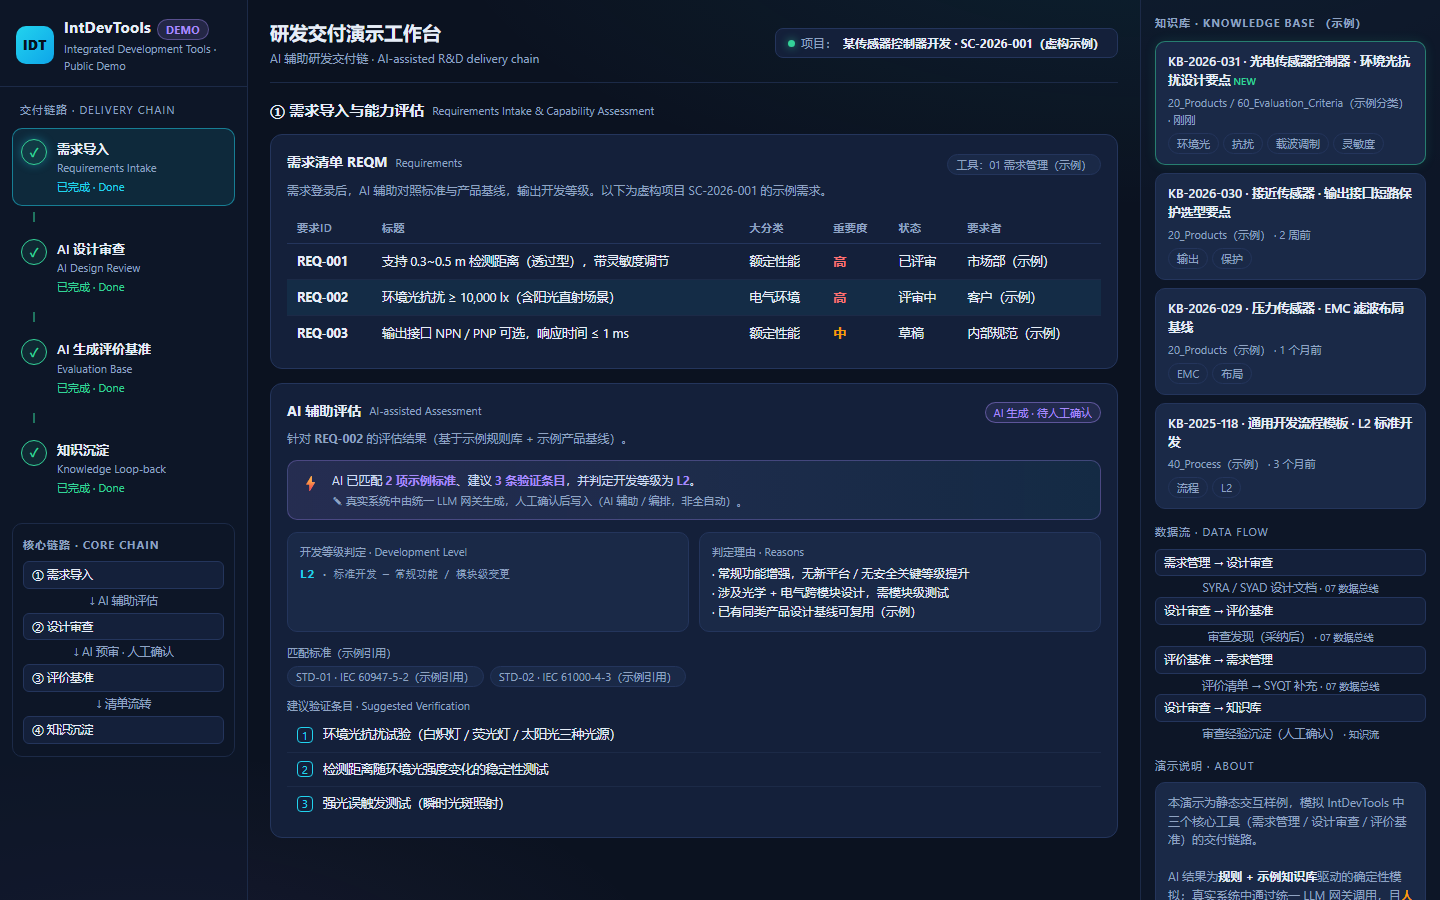 IDT
IntDevTools DEMO
Integrated Development Tools ·
Public Demo
交付链路 · DELIVERY CHAIN
需求导入
Requirements Intake
已完成 · Done
AI 设计审查
AI Design Review
已完成 · Done
AI 生成评价基准
Evaluation Base
已完成 · Done
知识沉淀
Knowledge Loop-back
已完成 · Done
核心链路 · CORE CHAIN
① 需求导入
↓ AI 辅助评估
② 设计审查
↓ AI 预审 · 人工确认
③ 评价基准
↓ 清单流转
④ 知识沉淀
研发交付演示工作台
AI 辅助研发交付链 · AI-assisted R&D delivery chain
项目： 某传感器控制器开发 · SC-2026-001（虚构示例）
① 需求导入与能力评估 Requirements Intake & Capability Assessment
需求清单 REQM Requirements
工具：01 需求管理（示例）
需求登录后，AI 辅助对照标准与产品基线，输出开发等级。以下为虚构项目 SC-2026-001 的示例需求。
要求ID 标题 大分类 重要度 状态 要求者
REQ-001 支持 0.3~0.5 m 检测距离（透过型），带灵敏度调节 额定性能 高 已评审 市场部（示例）
REQ-002 环境光抗扰 ≥ 10,000 lx（含阳光直射场景） 电气环境 高 评审中 客户（示例）
REQ-003 输出接口 NPN / PNP 可选，响应时间 ≤ 1 ms 额定性能 中 草稿 内部规范（示例）
AI 辅助评估 AI-assisted Assessment
AI 生成 · 待人工确认
针对 REQ-002 的评估结果（基于示例规则库 + 示例产品基线）。
AI 已匹配 2 项示例标准、建议 3 条验证条目，并判定开发等级为 L2。
真实系统中由统一 LLM 网关生成，人工确认后写入（AI 辅助 / 编排，非全自动）。
开发等级判定 · Development Level
L2 · 标准开发 — 常规功能 / 模块级变更
判定理由 · Reasons
· 常规功能增强，无新平台 / 无安全关键等级提升
· 涉及光学 + 电气跨模块设计，需模块级测试
· 已有同类产品设计基线可复用（示例）
匹配标准（示例引用）
STD-01 · IEC 60947-5-2（示例引用） STD-02 · IEC 61000-4-3（示例引用）
建议验证条目 · Suggested Verification
1 环境光抗扰试验（白炽灯 / 荧光灯 / 太阳光三种光源）
2 检测距离随环境光强度变化的稳定性测试
3 强光误触发测试（瞬时光斑照射）
知识库 · KNOWLEDGE BASE （示例）
KB-2026-031 · 光电传感器控制器 · 环境光抗
扰设计要点 NEW
20_Products / 60_Evaluation_Criteria（示例分类）
· 刚刚
环境光 抗扰 载波调制 灵敏度
KB-2026-030 · 接近传感器 · 输出接口短路保
护选型要点
20_Products（示例） · 2 周前
输出 保护
KB-2026-029 · 压力传感器 · EMC 滤波布局
基线
20_Products（示例） · 1 个月前
EMC 布局
KB-2025-118 · 通用开发流程模板 · L2 标准开
发
40_Process（示例） · 3 个月前
流程 L2
数据流 · DATA FLOW
需求管理 → 设计审查
SYRA / SYAD 设计文档 · 07 数据总线
设计审查 → 评价基准
审查发现（采纳后） · 07 数据总线
评价基准 → 需求管理
评价清单 → SYQT 补充 · 07 数据总线
设计审查 → 知识库
审查经验沉淀（人工确认） · 知识流
演示说明 · ABOUT
本演示为静态交互样例，模拟 IntDevTools 中
三个核心工具（需求管理 / 设计审查 / 评价基
准）的交付链路。
AI 结果为规则 + 示例知识库驱动的确定性模
拟；真实系统中通过统一 LLM 网关调用，且人